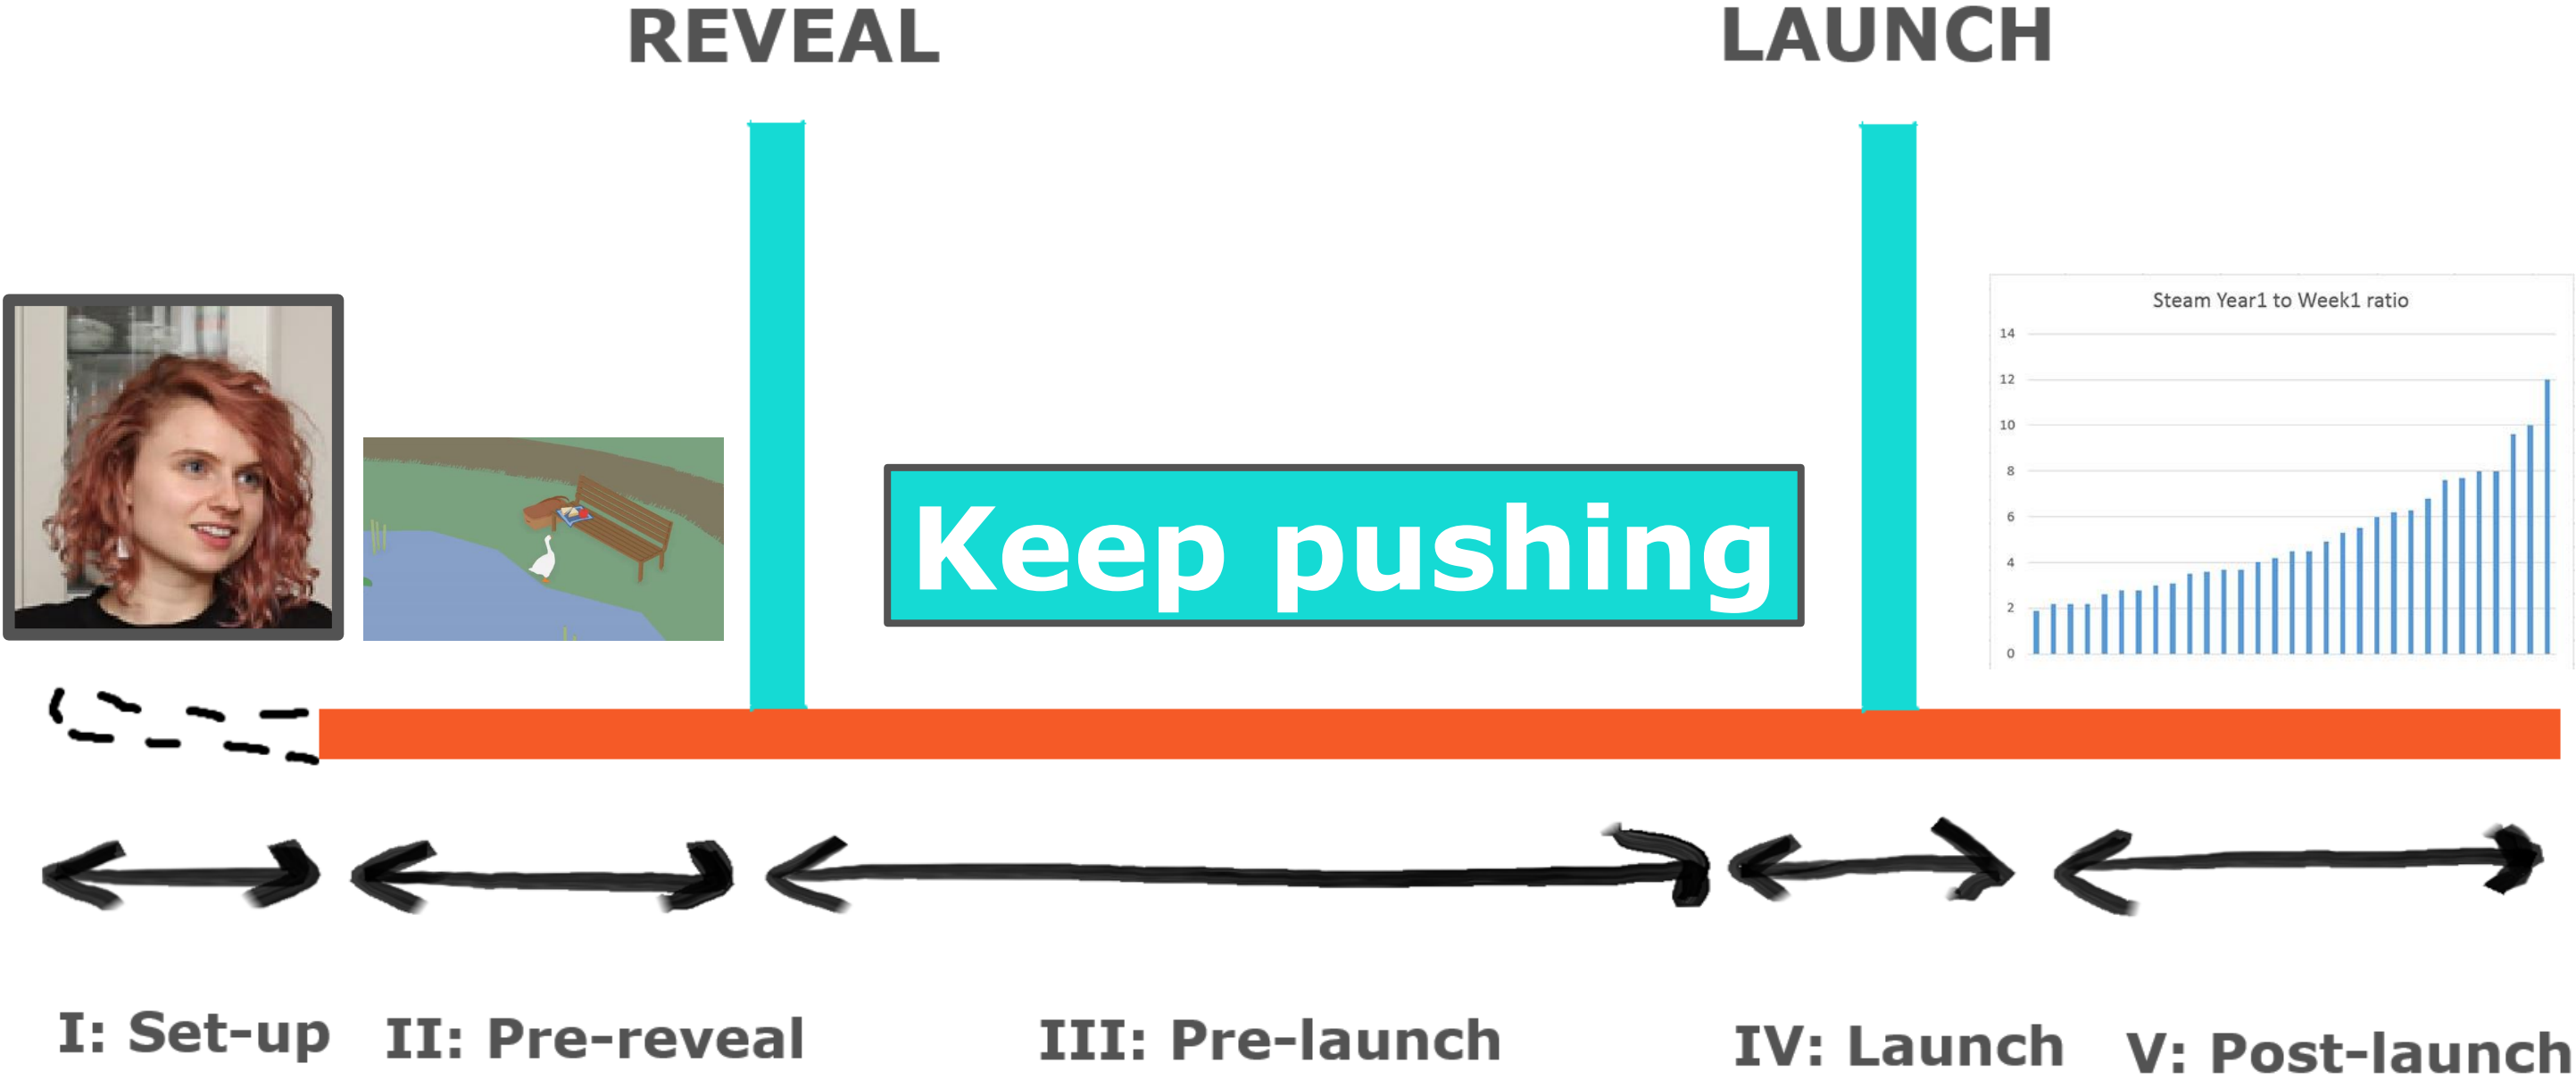 REVEAL
LAUNCH
Steam Year1 to Week1 ratio
14
12
10
8
6
4
2
0
Keep pushing
I: Set-up
II: Pre-reveal
III: Pre-launch
IV: Launch
V: Post-launch